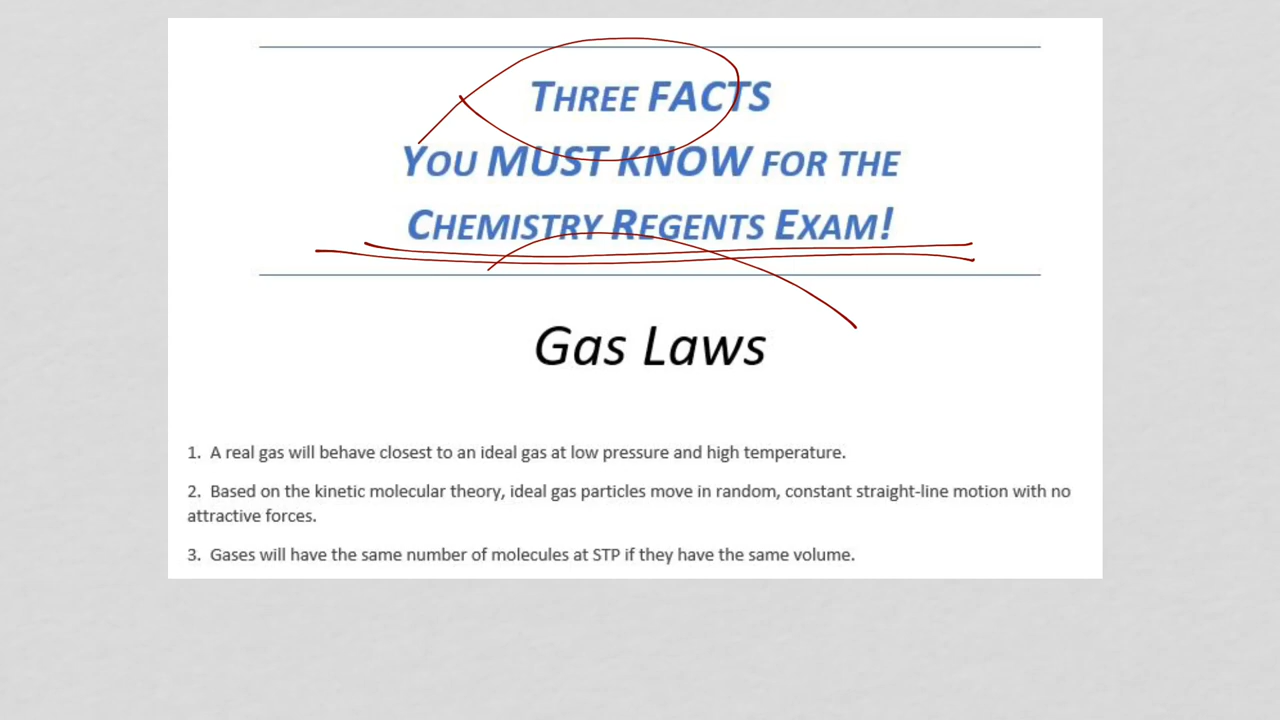 THREE FACTS
YOU MUST KNOW FOR THE
CHEMISTRY REGENTS EXAM!
Gas Laws
1. A real gas will behave closest to an ideal gas at low pressure and high temperature.
2. Based on the kinetic molecular theory, ideal gas particles move in random, constant straight-line motion with no
attractive forces.
3. Gases will have the same number of molecules at STP if they have the same volume.